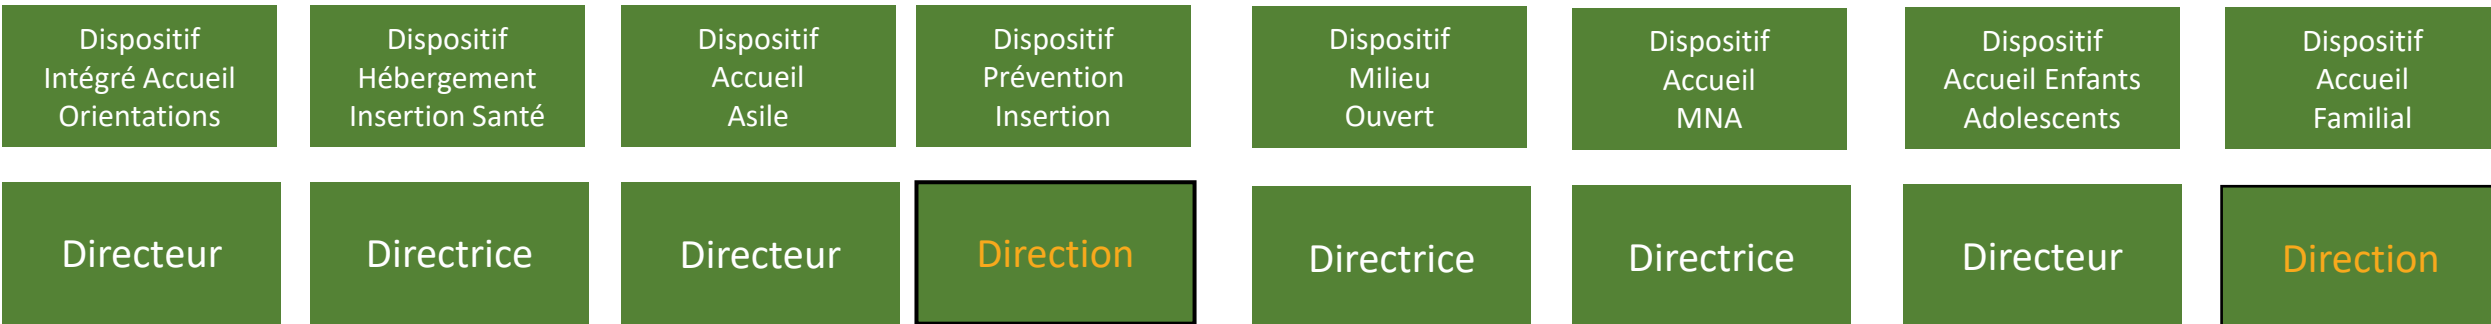 Dispositif
Intégré Accueil
Orientations
Dispositif
Hébergement
Insertion Santé
Dispositif
Accueil
Asile
Dispositif
Prévention
Insertion
Dispositif
Milieu
Ouvert
Dispositif
Accueil
MNA
Dispositif
Accueil Enfants
Adolescents
Dispositif
Accueil
Familial
Directeur
Directrice
Directeur
Direction
Directrice
Directrice
Directeur
Direction